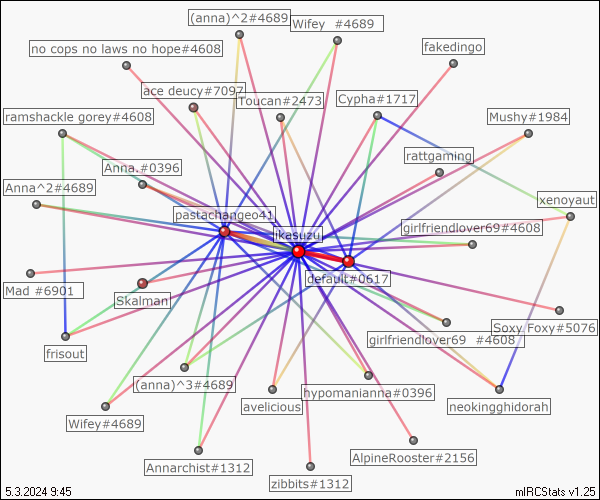 (anna)^2#4689
Wifey #4689
no cops no laws no hope#4608
fakedingo
ace deucy#7097
Toucan#2473
Cypha#1717
ramshackle gorey#4608
Mushy#1984
rattgaming
Anna.#0396
Anna^2#4689
xenoyaut
pastachangeo41
girlfriendlover69#4608
ikasuzu
default#0617
Mad #6901
Skalman
Soxy Foxy#5076
girlfriendlover69 #4608
frisout
(anna)^3#4689
hypomanianna#0396
avelicious
neokingghidorah
Wifey#4689
AlpineRooster#2156
Annarchist#1312
zibbits#1312
5.3.2024 9:45
mIRCStats v1.25